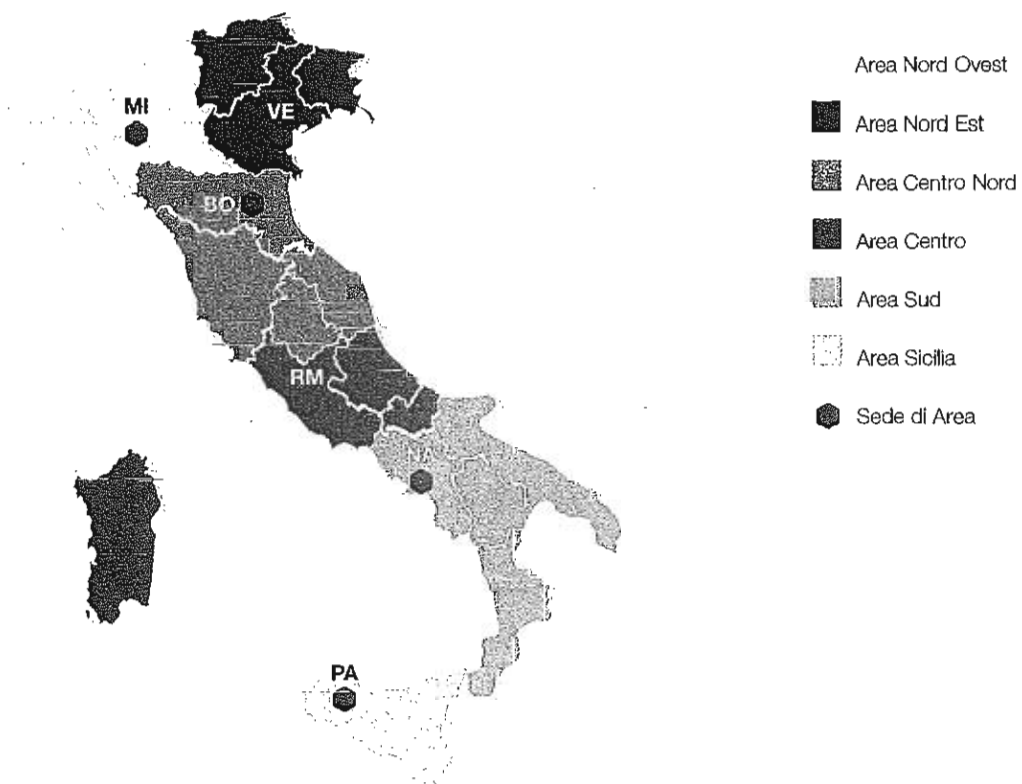 MI
VE
BO
RM
NA
PA
Area Nord Ovest
Area Nord Est
Area Centro Nord
Area Centro
Area Sud
Area Sicilia
Sede di Area